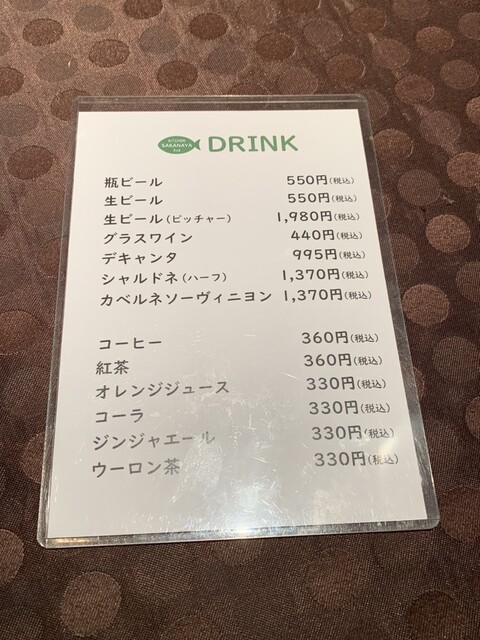 KITCHEN
SAKANAYA
DRINK
瓶ビール 550円(税込)
生ビール 550円(税込)
生ビール(ピッチャー) 1,980円(税込)
グラスワイン 440円(税込)
デキャンタ 995円(税込)
シャルドネ(ハーフ) 1,370円(税込)
カベルネソーヴィニヨン 1,370円(税込)
コーヒー 360円(税込)
紅茶 360円(税込)
オレンジジュース 330円(税込)
コーラ 330円(税込)
ジンジャエール 330円(税込)
ウーロン茶 330円(税込)